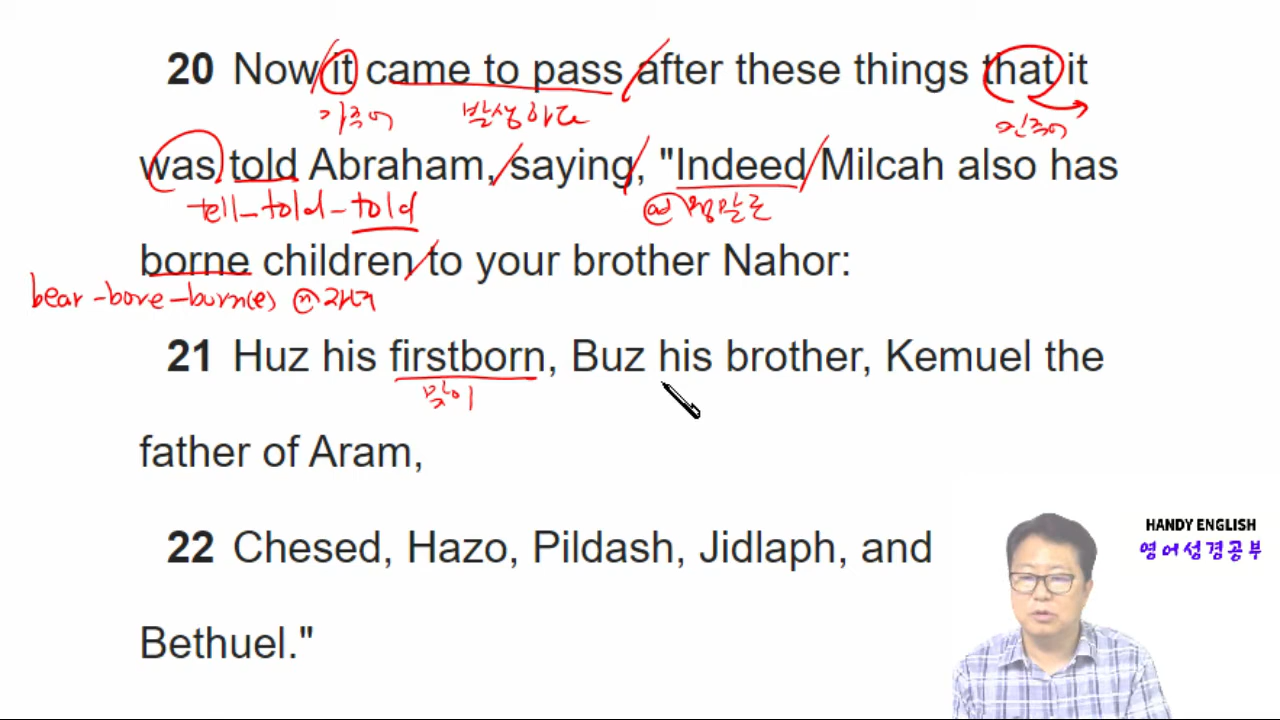 20 Now it came to pass after these things that it
가주어 발생하다 진주어
was told Abraham, saying, "Indeed Milcah also has
tell-told-told ad 정말로
borne children to your brother Nahor:
bear-bore-born(e) n 자녀
21 Huz his firstborn, Buz his brother, Kemuel the
맏이
father of Aram,
22 Chesed, Hazo, Pildash, Jidlaph, and
HANDY ENGLISH
영어성경공부
Bethuel."